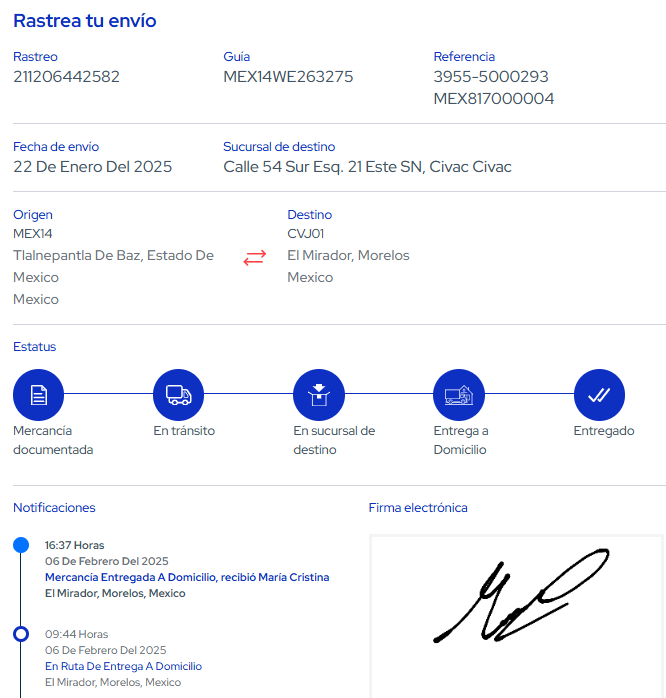 Rastrea tu envío
Rastreo
211206442582
Guía
MEX14WE263275
Referencia
3955-5000293
MEX817000004
Fecha de envío
22 De Enero Del 2025
Sucursal de destino
Calle 54 Sur Esq. 21 Este SN, Civac Civac
Origen
MEX14
Tlalnepantla De Baz, Estado De
Mexico
Mexico
Destino
CVJ01
El Mirador, Morelos
Mexico
Estatus
Mercancía
documentada
En tránsito
En sucursal de
destino
Entrega a
Domicilio
Entregado
Notificaciones
16:37 Horas
06 De Febrero Del 2025
Mercancía Entregada A Domicilio, recibió María Cristina
El Mirador, Morelos, Mexico
09:44 Horas
06 De Febrero Del 2025
En Ruta De Entrega A Domicilio
El Mirador, Morelos, Mexico
Firma electrónica